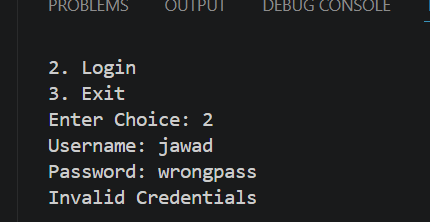 PROBLEMS OUTPUT DEBUG CONSOLE
2. Login
3. Exit
Enter Choice: 2
Username: jawad
Password: wrongpass
Invalid Credentials